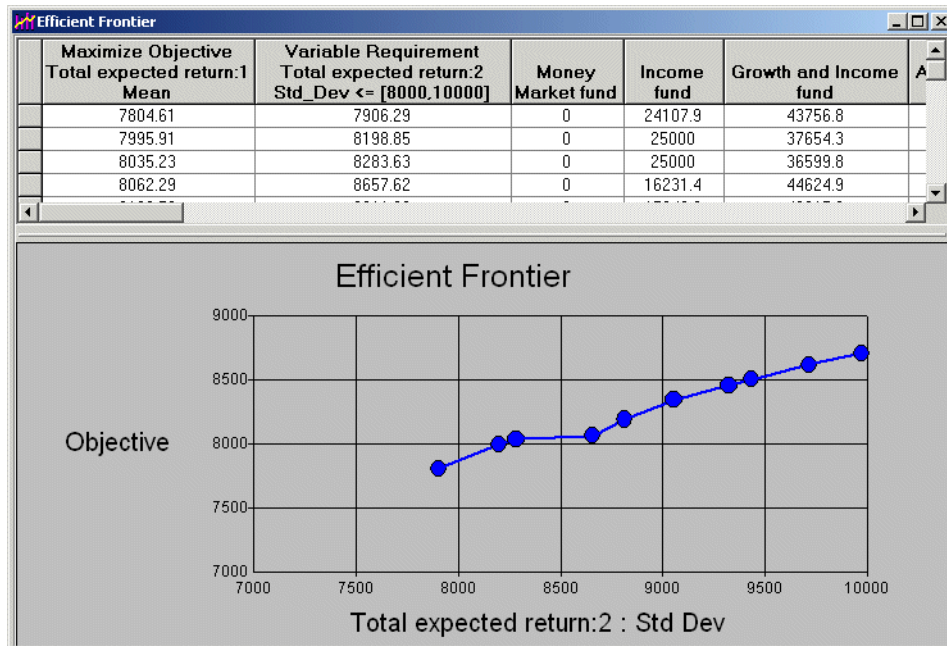 Efficient Frontier
Maximize Objective
Total expected return:1
Mean
Variable Requirement
Total expected return:2
Std_Dev <= [8000,10000]
Money
Market fund
Income
fund
Growth and Income
fund
A
7804.61 7906.29 0 24107.9 43756.8
7995.91 8198.85 0 25000 37654.3
8035.23 8283.63 0 25000 36599.8
8062.29 8657.62 0 16231.4 44624.9
Efficient Frontier
9000
8500
8000
7500
7000
Objective
7000 7500 8000 8500 9000 9500 10000
Total expected return:2 : Std Dev